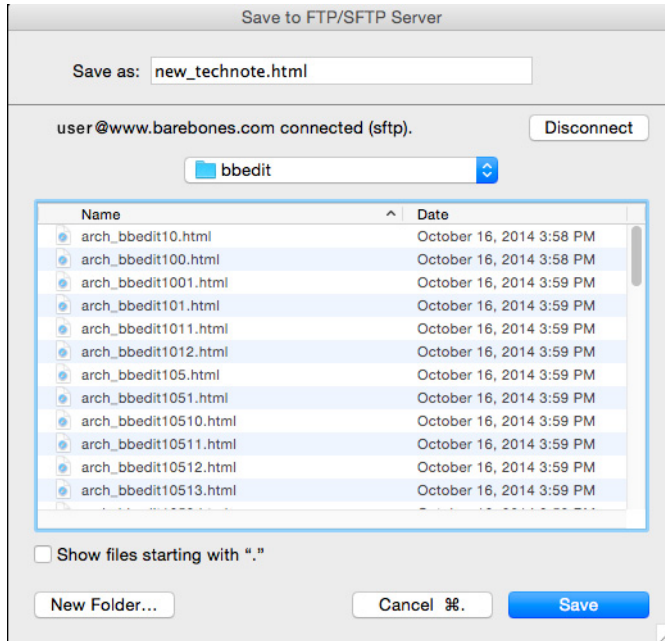 Save to FTP/SFTP Server
Save as: new_technote.html
user@www.barebones.com connected (sftp). Disconnect
bbedit
Name Date
arch_bbedit10.html October 16, 2014 3:58 PM
arch_bbedit100.html October 16, 2014 3:58 PM
arch_bbedit1001.html October 16, 2014 3:59 PM
arch_bbedit101.html October 16, 2014 3:59 PM
arch_bbedit1011.html October 16, 2014 3:59 PM
arch_bbedit1012.html October 16, 2014 3:59 PM
arch_bbedit105.html October 16, 2014 3:59 PM
arch_bbedit1051.html October 16, 2014 3:59 PM
arch_bbedit10510.html October 16, 2014 3:59 PM
arch_bbedit10511.html October 16, 2014 3:59 PM
arch_bbedit10512.html October 16, 2014 3:59 PM
arch_bbedit10513.html October 16, 2014 3:59 PM
Show files starting with “.”
New Folder... Cancel ⌘. Save